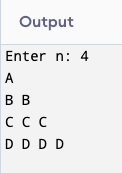 Output
Enter n: 4
A
B B
C C C
D D D D